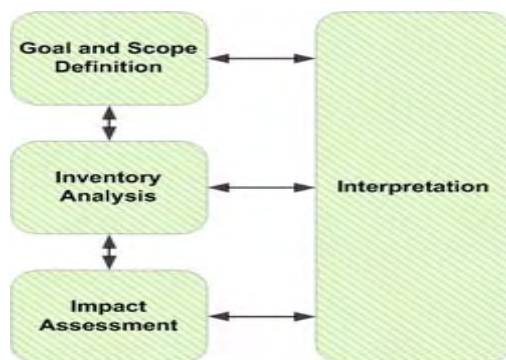 Goal and Scope
Definition
Inventory
Analysis
Interpretation
Impact
Assessment